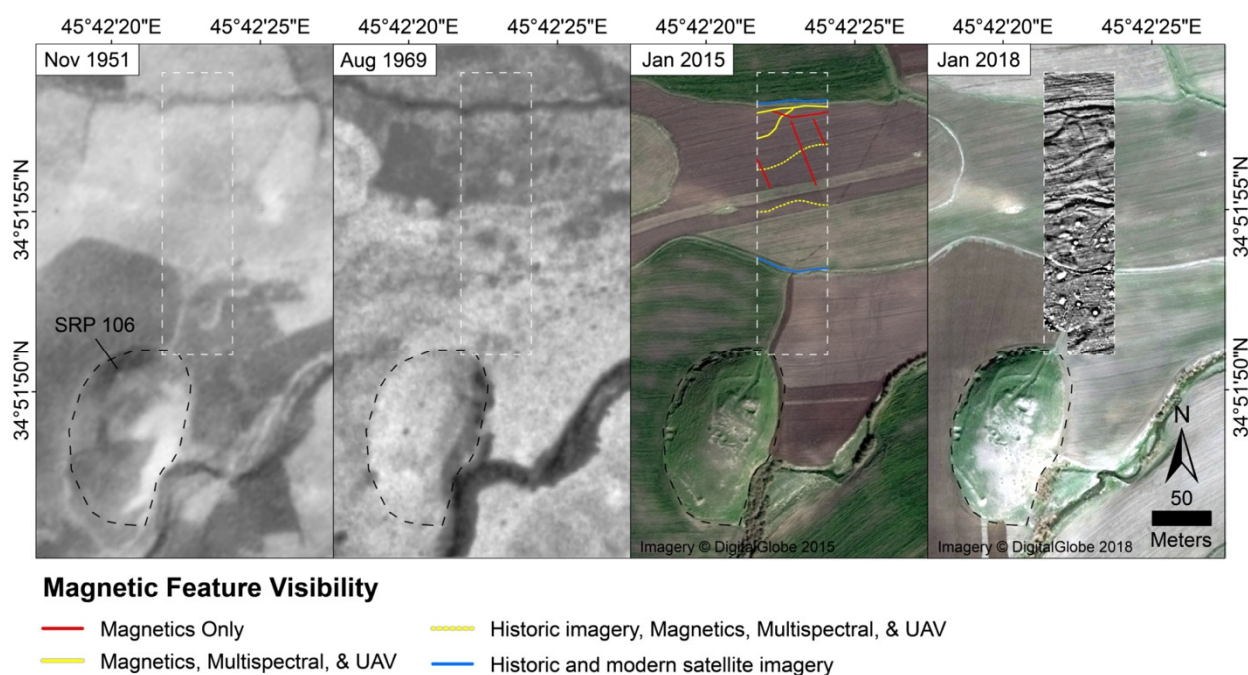 45°42'20"E 45°42'25"E 45°42'20"E 45°42'25"E 45°42'20"E 45°42'25"E 45°42'20"E 45°42'25"E
Nov 1951
Aug 1969
Jan 2015
Jan 2018
34°51'55"N
34°51'55"N
SRP 106
34°51'50"N
34°51'50"N
N
50
Meters
Imagery © DigitalGlobe 2015
Imagery © DigitalGlobe 2018
Magnetic Feature Visibility
Magnetics Only
Historic imagery, Magnetics, Multispectral, & UAV
Magnetics, Multispectral, & UAV
Historic and modern satellite imagery